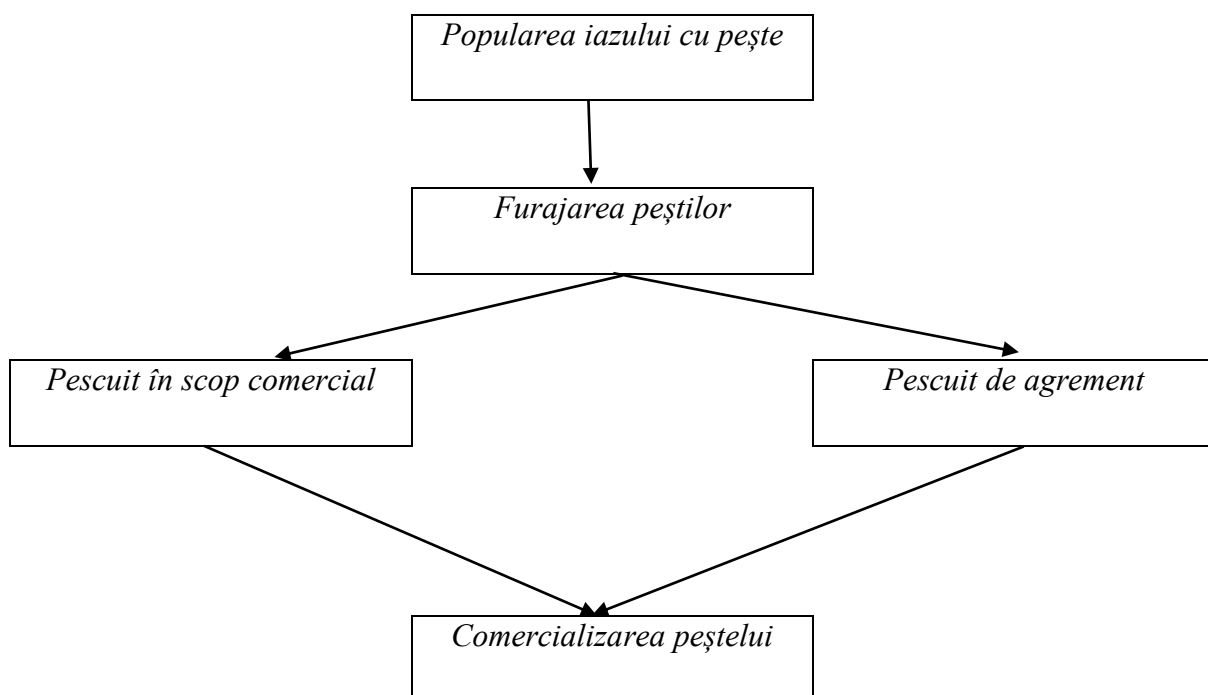 Popularea iazului cu pește
Furajarea peștilor
Pescuit în scop comercial
Pescuit de agrement
Comercializarea peștelui